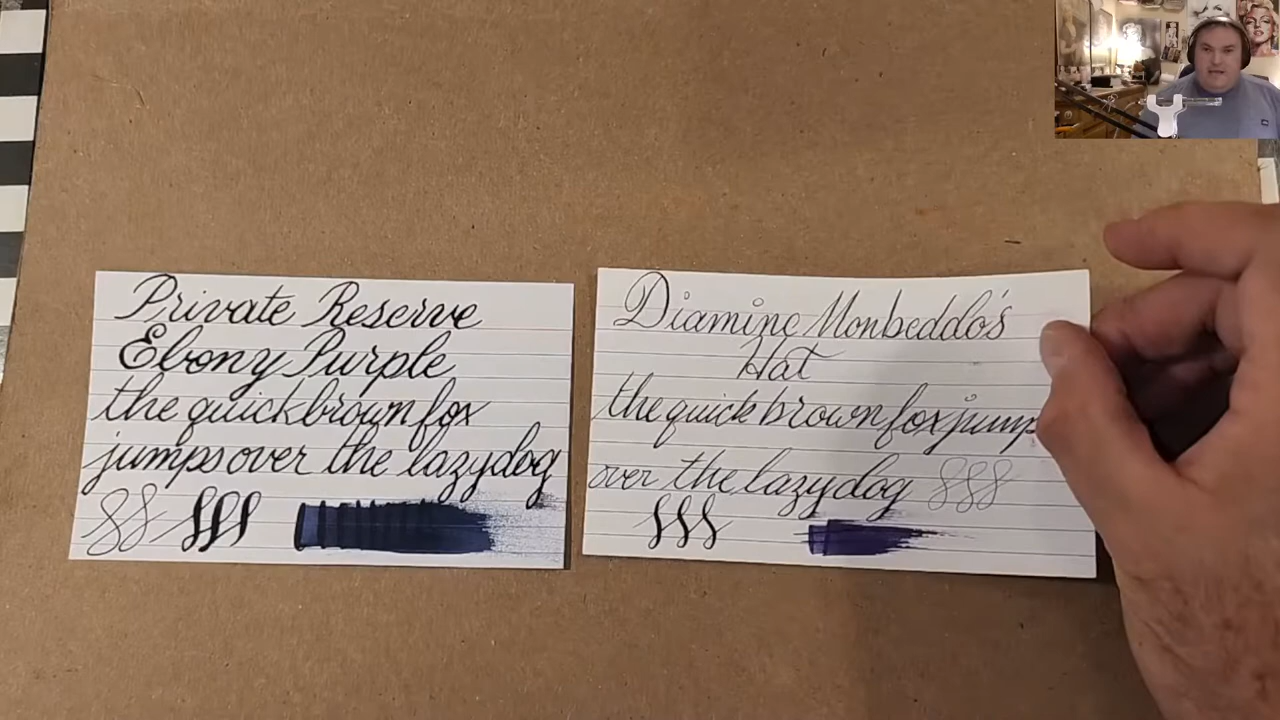 Private Reserve
Ebony Purple
the quick brown fox
jumps over the lazy dog
Diamine Monbeddo's
Hat
the quick brown fox jump
over the lazy dog